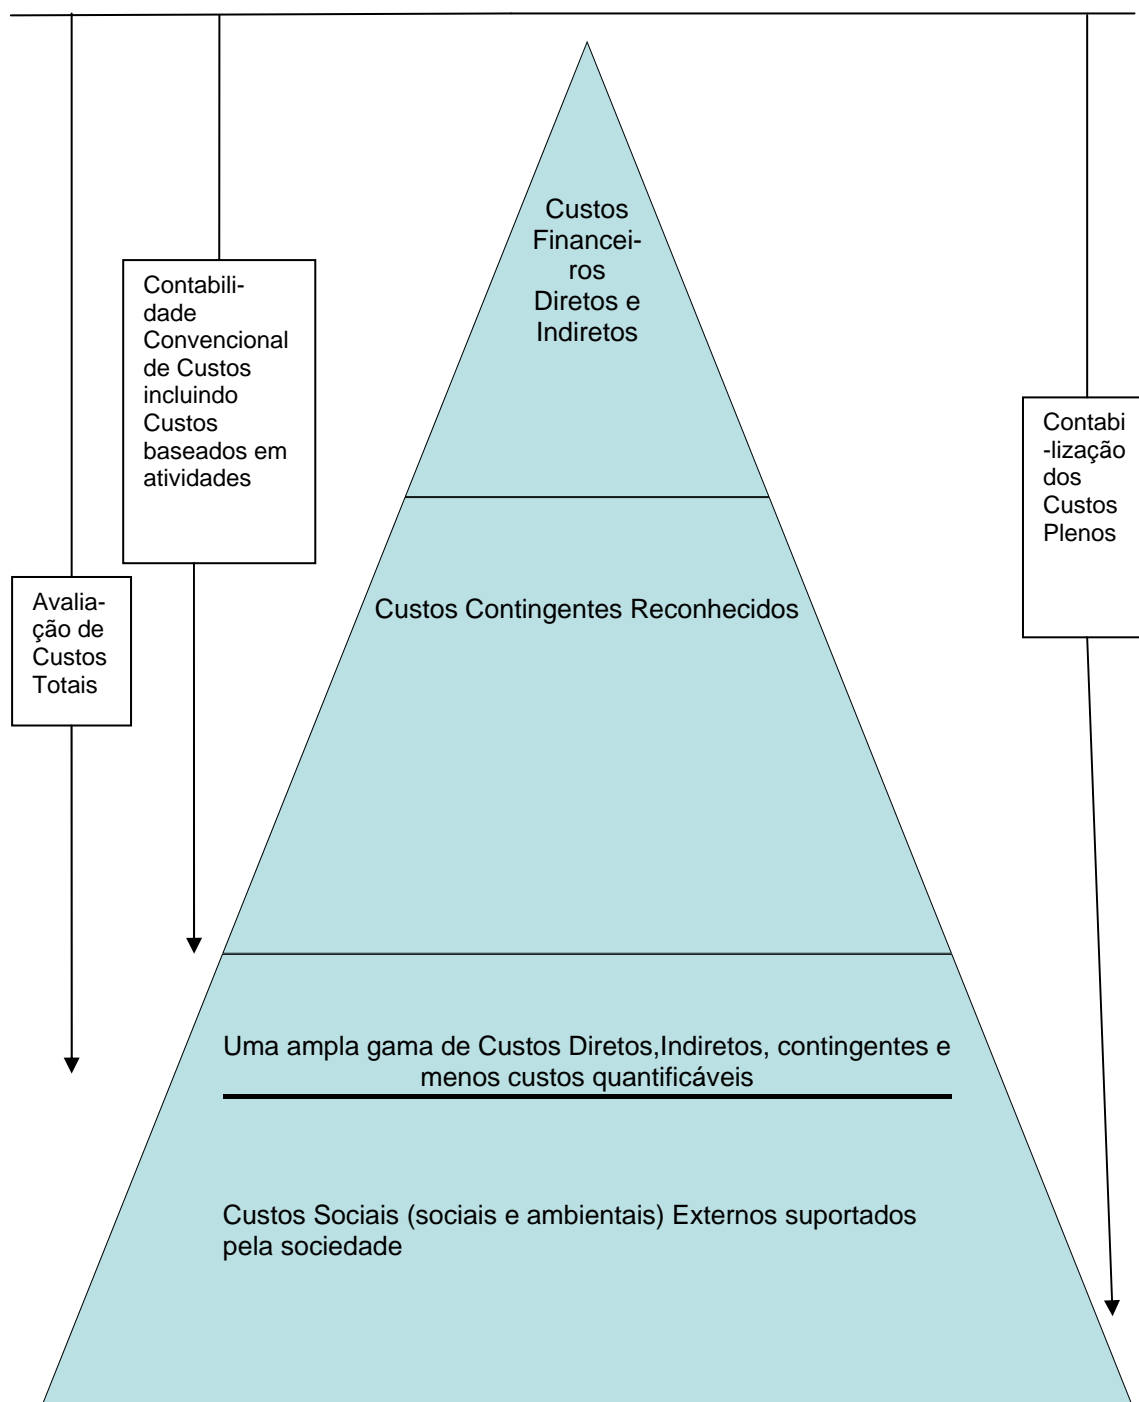 Custos
Financei-
ros
Diretos e
Indiretos
Contabili-
dade
Convencional
de Custos
incluindo
Custos
baseados em
atividades
Contabi
-lização
dos
Custos
Plenos
Avalia-
ção de
Custos
Totais
Custos Contingentes Reconhecidos
Uma ampla gama de Custos Diretos,Indiretos, contingentes e
menos custos quantificáveis
Custos Sociais (sociais e ambientais) Externos suportados
pela sociedade